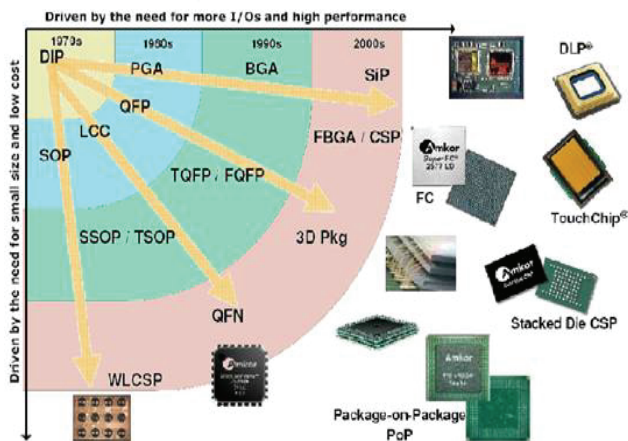 Driven by the need for more I/Os and high performance
Driven by the need for small size and low cost
1970s
1980s
1990s
2000s
DIP
PGA
BGA
SiP
QFP
LCC
SOP
FBGA / CSP
TQFP / FQFP
SSOP / TSOP
3D Pkg
QFN
WLCSP
DLP®
Amkor
FC
TouchChip®
Amkor
Stacked Die CSP
Amkor
Amkor
Package-on-Package
PoP